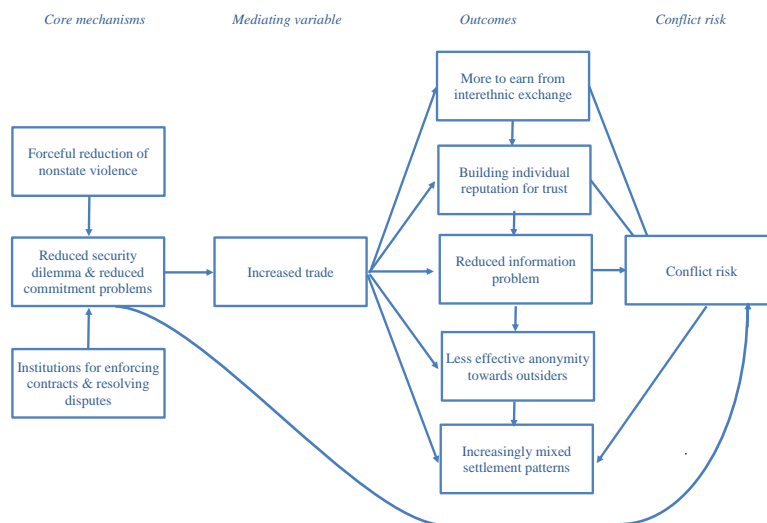 Core mechanisms
Mediating variable
Outcomes
Conflict risk
More to earn from
interethnic exchange
Forceful reduction of
nonstate violence
Building individual
reputation for trust
Reduced security
dilemma & reduced
commitment problems
Increased trade
Reduced information
problem
Conflict risk
Institutions for enforcing
contracts & resolving
disputes
Less effective anonymity
towards outsiders
Increasingly mixed
settlement patterns
.